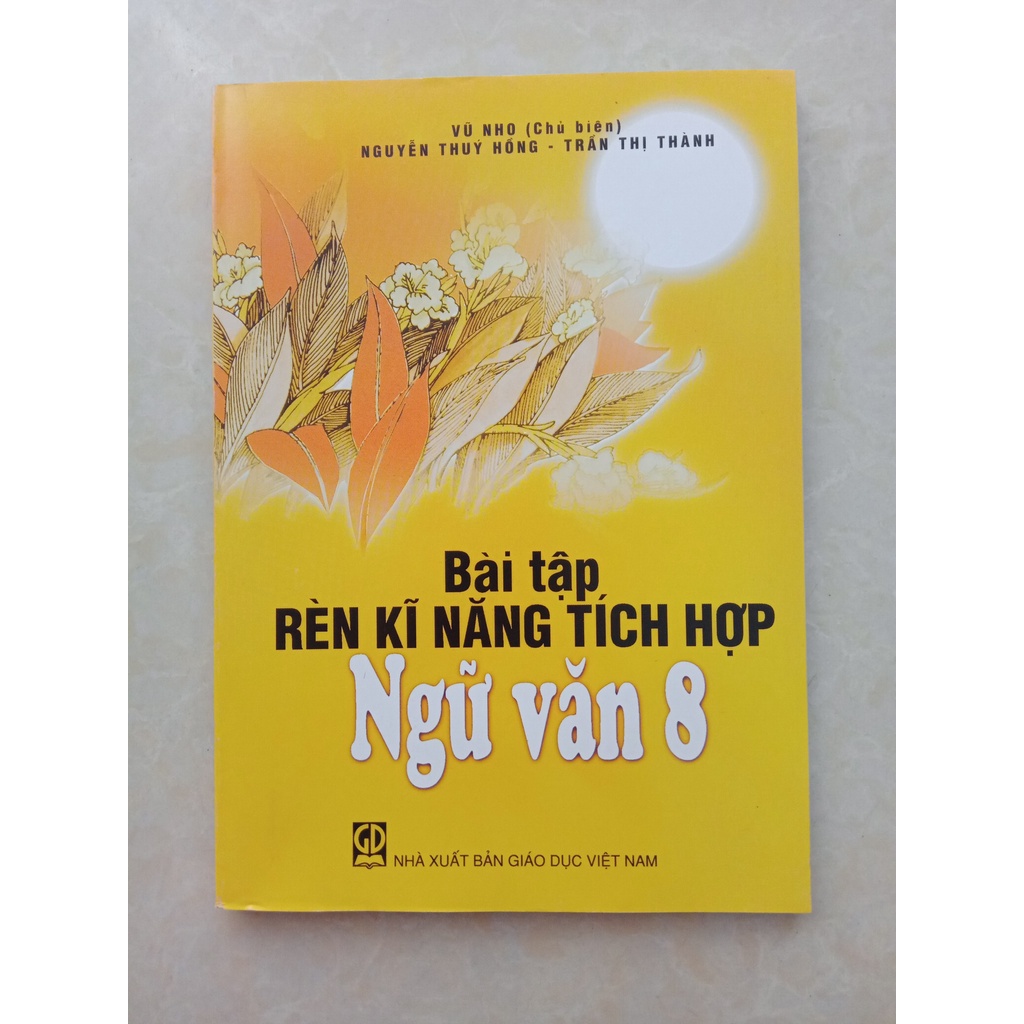 VŨ NHO (Chủ biên)
NGUYỄN THUÝ HỒNG - TRẦN THỊ THÀNH
Bài tập
RÈN KĨ NĂNG TÍCH HỢP
Ngữ văn 8
GD
NHÀ XUẤT BẢN GIÁO DỤC VIỆT NAM